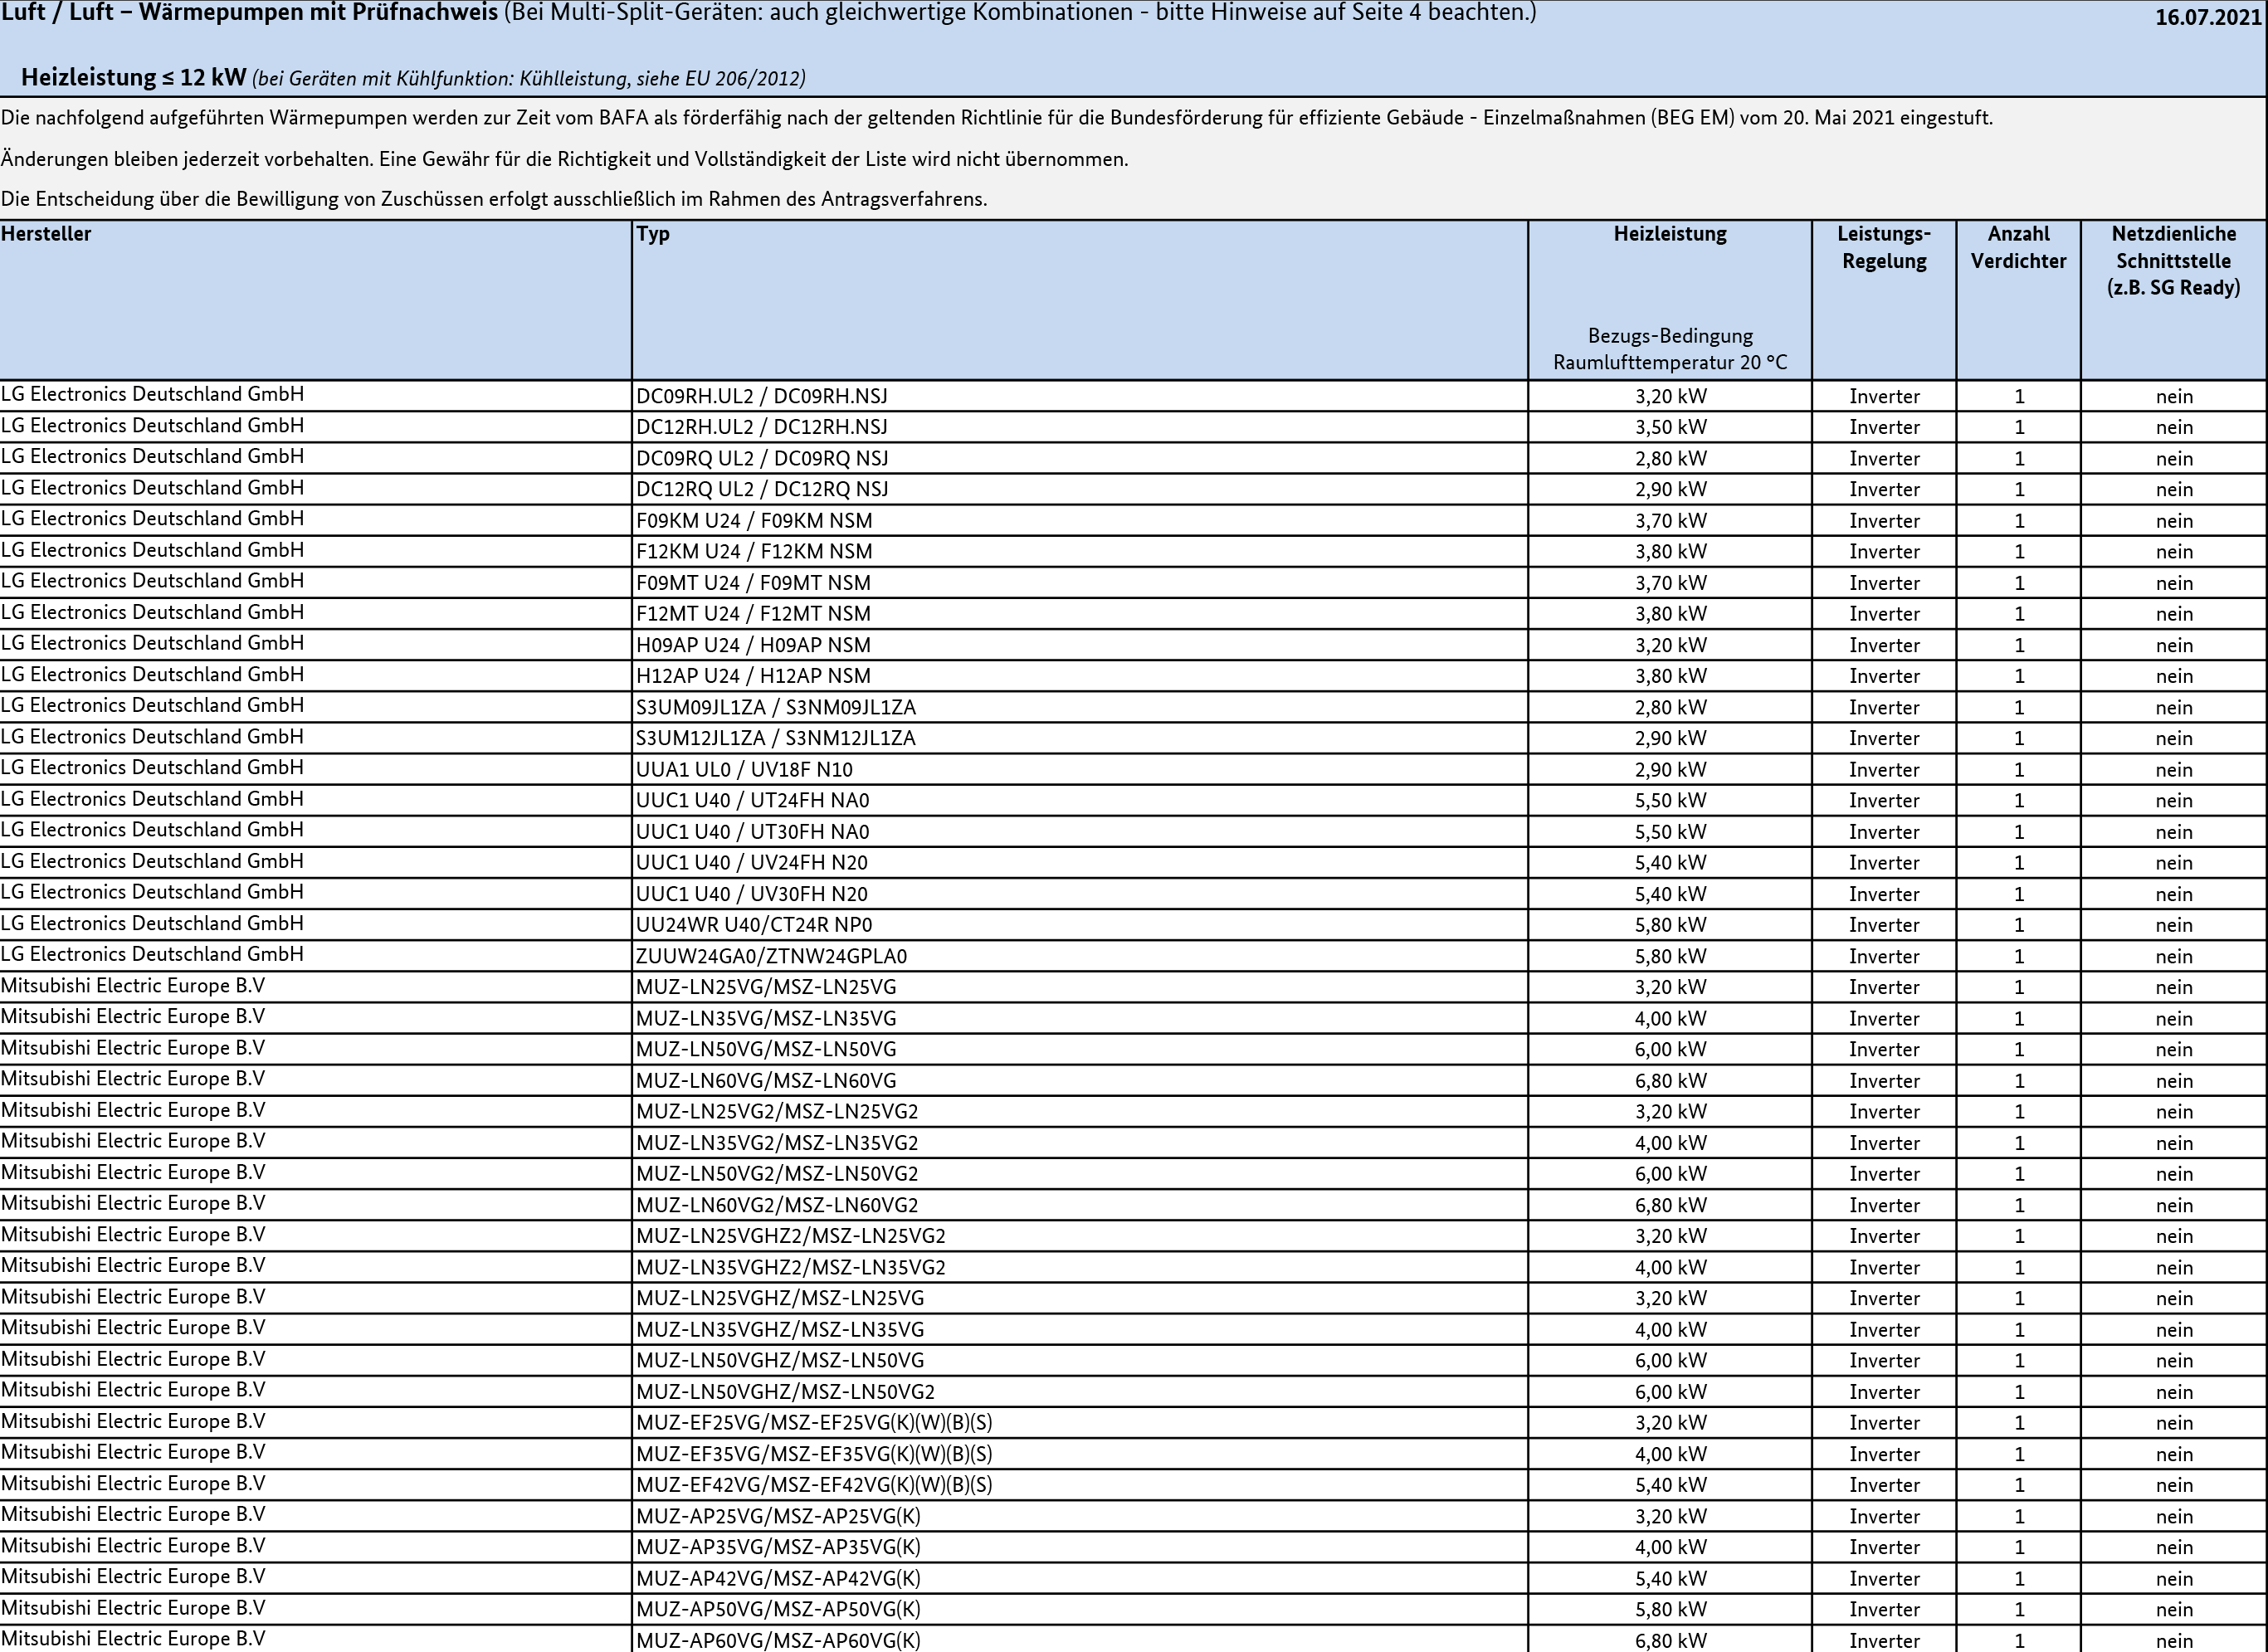 Luft / Luft – Wärmepumpen mit Prüfnachweis (Bei Multi-Split-Geräten: auch gleichwertige Kombinationen - bitte Hinweise auf Seite 4 beachten.) 16.07.2021
Heizleistung ≤ 12 kW (bei Geräten mit Kühlfunktion: Kühlleistung, siehe EU 206/2012)
Die nachfolgend aufgeführten Wärmepumpen werden zur Zeit vom BAFA als förderfähig nach der geltenden Richtlinie für die Bundesförderung für effiziente Gebäude - Einzelmaßnahmen (BEG EM) vom 20. Mai 2021 eingestuft.
Änderungen bleiben jederzeit vorbehalten. Eine Gewähr für die Richtigkeit und Vollständigkeit der Liste wird nicht übernommen.
Die Entscheidung über die Bewilligung von Zuschüssen erfolgt ausschließlich im Rahmen des Antragsverfahrens.
Hersteller Typ Heizleistung Leistungs- Anzahl Netzdienliche
Regelung Verdichter Schnittstelle
(z.B. SG Ready)
Bezugs-Bedingung
Raumlufttemperatur 20 °C
LG Electronics Deutschland GmbH DC09RH.UL2 / DC09RH.NSJ 3,20 kW Inverter 1 nein
LG Electronics Deutschland GmbH DC12RH.UL2 / DC12RH.NSJ 3,50 kW Inverter 1 nein
LG Electronics Deutschland GmbH DC09RQ UL2 / DC09RQ NSJ 2,80 kW Inverter 1 nein
LG Electronics Deutschland GmbH DC12RQ UL2 / DC12RQ NSJ 2,90 kW Inverter 1 nein
LG Electronics Deutschland GmbH F09KM U24 / F09KM NSM 3,70 kW Inverter 1 nein
LG Electronics Deutschland GmbH F12KM U24 / F12KM NSM 3,80 kW Inverter 1 nein
LG Electronics Deutschland GmbH F09MT U24 / F09MT NSM 3,70 kW Inverter 1 nein
LG Electronics Deutschland GmbH F12MT U24 / F12MT NSM 3,80 kW Inverter 1 nein
LG Electronics Deutschland GmbH H09AP U24 / H09AP NSM 3,20 kW Inverter 1 nein
LG Electronics Deutschland GmbH H12AP U24 / H12AP NSM 3,80 kW Inverter 1 nein
LG Electronics Deutschland GmbH S3UM09JL1ZA / S3NM09JL1ZA 2,80 kW Inverter 1 nein
LG Electronics Deutschland GmbH S3UM12JL1ZA / S3NM12JL1ZA 2,90 kW Inverter 1 nein
LG Electronics Deutschland GmbH UUA1 UL0 / UV18F N10 2,90 kW Inverter 1 nein
LG Electronics Deutschland GmbH UUC1 U40 / UT24FH NA0 5,50 kW Inverter 1 nein
LG Electronics Deutschland GmbH UUC1 U40 / UT30FH NA0 5,50 kW Inverter 1 nein
LG Electronics Deutschland GmbH UUC1 U40 / UV24FH N20 5,40 kW Inverter 1 nein
LG Electronics Deutschland GmbH UUC1 U40 / UV30FH N20 5,40 kW Inverter 1 nein
LG Electronics Deutschland GmbH UU24WR U40/CT24R NP0 5,80 kW Inverter 1 nein
LG Electronics Deutschland GmbH ZUUW24GA0/ZTNW24GPLA0 5,80 kW Inverter 1 nein
Mitsubishi Electric Europe B.V MUZ-LN25VG/MSZ-LN25VG 3,20 kW Inverter 1 nein
Mitsubishi Electric Europe B.V MUZ-LN35VG/MSZ-LN35VG 4,00 kW Inverter 1 nein
Mitsubishi Electric Europe B.V MUZ-LN50VG/MSZ-LN50VG 6,00 kW Inverter 1 nein
Mitsubishi Electric Europe B.V MUZ-LN60VG/MSZ-LN60VG 6,80 kW Inverter 1 nein
Mitsubishi Electric Europe B.V MUZ-LN25VG2/MSZ-LN25VG2 3,20 kW Inverter 1 nein
Mitsubishi Electric Europe B.V MUZ-LN35VG2/MSZ-LN35VG2 4,00 kW Inverter 1 nein
Mitsubishi Electric Europe B.V MUZ-LN50VG2/MSZ-LN50VG2 6,00 kW Inverter 1 nein
Mitsubishi Electric Europe B.V MUZ-LN60VG2/MSZ-LN60VG2 6,80 kW Inverter 1 nein
Mitsubishi Electric Europe B.V MUZ-LN25VGHZ2/MSZ-LN25VG2 3,20 kW Inverter 1 nein
Mitsubishi Electric Europe B.V MUZ-LN35VGHZ2/MSZ-LN35VG2 4,00 kW Inverter 1 nein
Mitsubishi Electric Europe B.V MUZ-LN25VGHZ/MSZ-LN25VG 3,20 kW Inverter 1 nein
Mitsubishi Electric Europe B.V MUZ-LN35VGHZ/MSZ-LN35VG 4,00 kW Inverter 1 nein
Mitsubishi Electric Europe B.V MUZ-LN50VGHZ/MSZ-LN50VG 6,00 kW Inverter 1 nein
Mitsubishi Electric Europe B.V MUZ-LN50VGHZ/MSZ-LN50VG2 6,00 kW Inverter 1 nein
Mitsubishi Electric Europe B.V MUZ-EF25VG/MSZ-EF25VG(K)(W)(B)(S) 3,20 kW Inverter 1 nein
Mitsubishi Electric Europe B.V MUZ-EF35VG/MSZ-EF35VG(K)(W)(B)(S) 4,00 kW Inverter 1 nein
Mitsubishi Electric Europe B.V MUZ-EF42VG/MSZ-EF42VG(K)(W)(B)(S) 5,40 kW Inverter 1 nein
Mitsubishi Electric Europe B.V MUZ-AP25VG/MSZ-AP25VG(K) 3,20 kW Inverter 1 nein
Mitsubishi Electric Europe B.V MUZ-AP35VG/MSZ-AP35VG(K) 4,00 kW Inverter 1 nein
Mitsubishi Electric Europe B.V MUZ-AP42VG/MSZ-AP42VG(K) 5,40 kW Inverter 1 nein
Mitsubishi Electric Europe B.V MUZ-AP50VG/MSZ-AP50VG(K) 5,80 kW Inverter 1 nein
Mitsubishi Electric Europe B.V MUZ-AP60VG/MSZ-AP60VG(K) 6,80 kW Inverter 1 nein